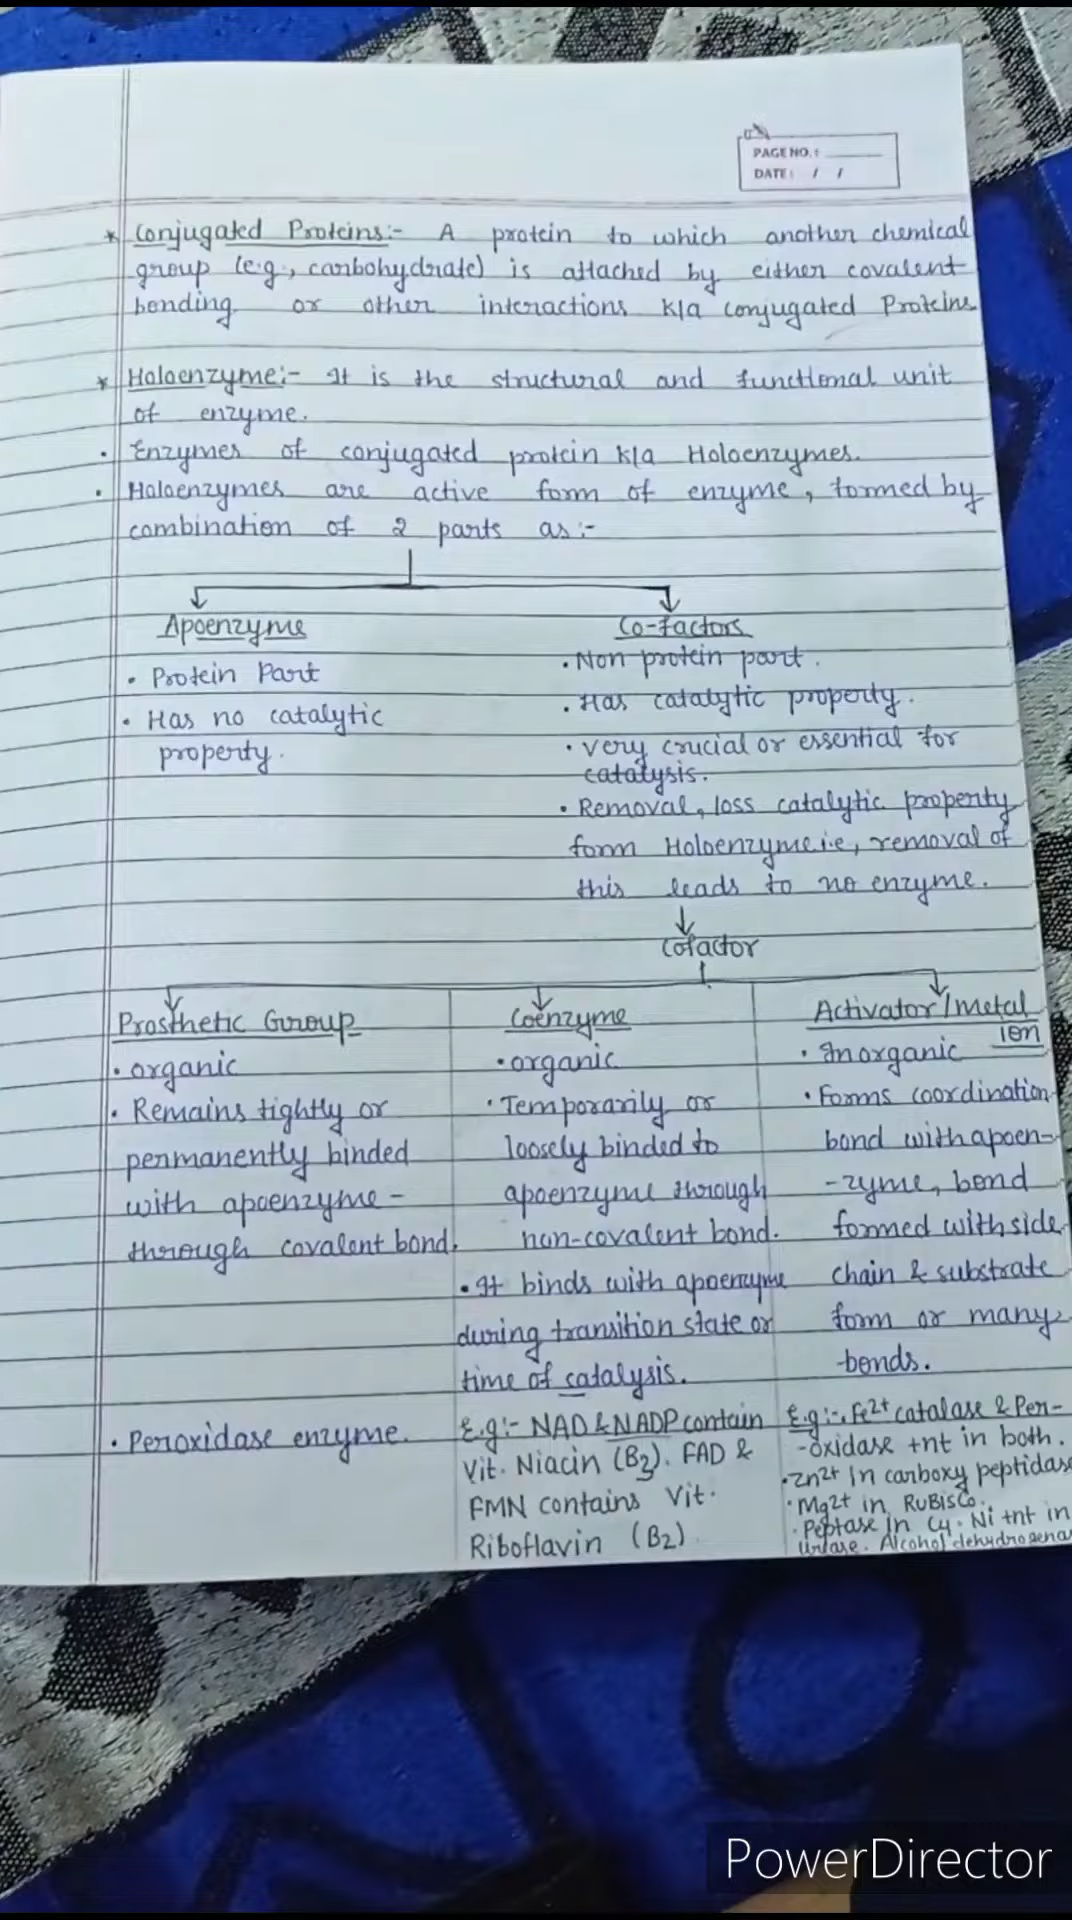 PAGE NO.:
DATE: / /
* Conjugated Proteins:- A protein to which another chemical
group (e.g., carbohydrate) is attached by either covalent
bonding or other interactions k/a conjugated Proteins
* Holoenzyme:- It is the structural and functional unit
of enzyme.
• Enzymes of conjugated protein k/a Holoenzymes.
• Holoenzymes are active form of enzyme, formed by
combination of 2 parts as:-
Apoenzyme
• Protein Part
• Has no catalytic
property.
Co-factors
• Non protein part.
• Has catalytic property.
• very crucial or essential for
catalysis.
• Removal, loss catalytic property
form Holoenzyme i.e, removal of
this leads to no enzyme.
Cofactor
Prosthetic Group
• organic
• Remains tightly or
permanently binded
with apoenzyme -
through covalent bond.
• Peroxidase enzyme.
Coenzyme
• organic
• Temporarily or
loosely binded to
apoenzyme through
non-covalent bond.
• It binds with apoenzyme
during transition state or
time of catalysis.
E.g:- NAD & NADP contain
Vit. Niacin (B3). FAD &
FMN contains Vit.
Riboflavin (B2)
Activator/Metal
ion
• Inorganic
• Forms coordination
bond with apoen-
-zyme, bond
formed with side
chain & substrate
form or many
bonds.
E.g:-. Fe2+ catalase & Per-
-oxidase +nt in both.
• Zn2+ In carboxy peptidase
• Mg2+ in RUBISCO.
• Peptase in C4. Ni +nt in
Urease. Alcohol dehydrogenas
PowerDirector